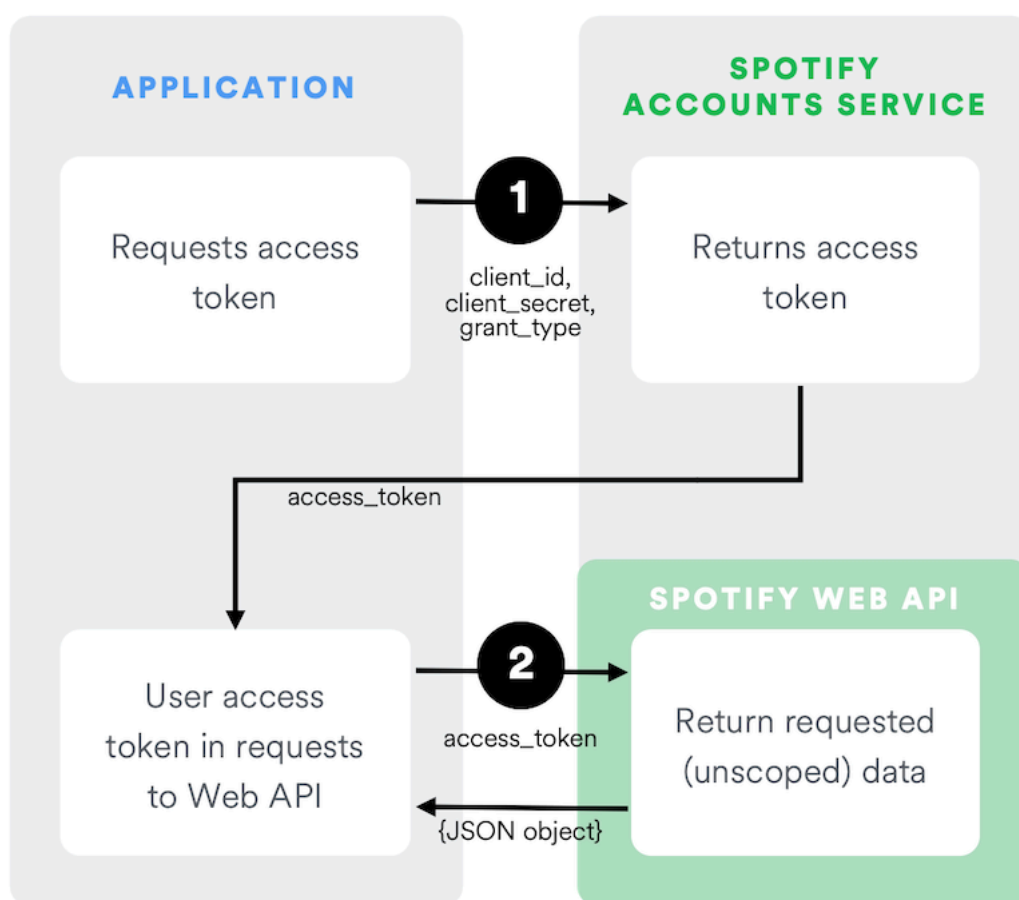 APPLICATION
SPOTIFY
ACCOUNTS SERVICE
Requests access
token
1
client_id,
client_secret,
grant_type
Returns access
token
access_token
SPOTIFY WEB API
User access
token in requests
to Web API
2
access_token
{JSON object}
Return requested
(unscoped) data